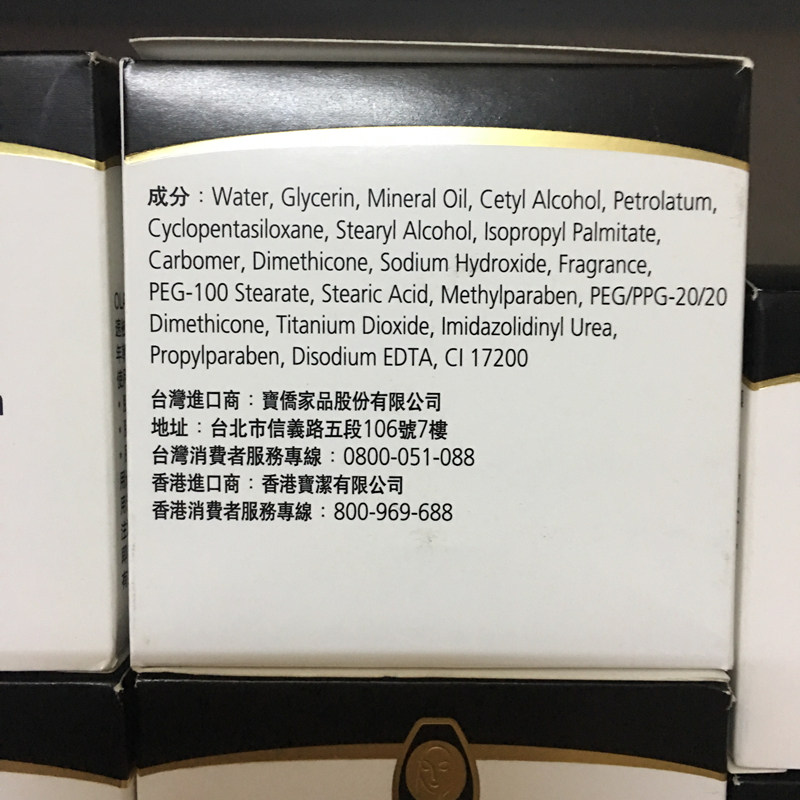 成分：Water, Glycerin, Mineral Oil, Cetyl Alcohol, Petrolatum,
Cyclopentasiloxane, Stearyl Alcohol, Isopropyl Palmitate,
Carbomer, Dimethicone, Sodium Hydroxide, Fragrance,
PEG-100 Stearate, Stearic Acid, Methylparaben, PEG/PPG-20/20
Dimethicone, Titanium Dioxide, Imidazolidinyl Urea,
Propylparaben, Disodium EDTA, CI 17200
台灣進口商：寶僑家品股份有限公司
地址：台北市信義路五段106號7樓
台灣消費者服務專線：0800-051-088
香港進口商：香港寶潔有限公司
香港消費者服務專線：800-969-688